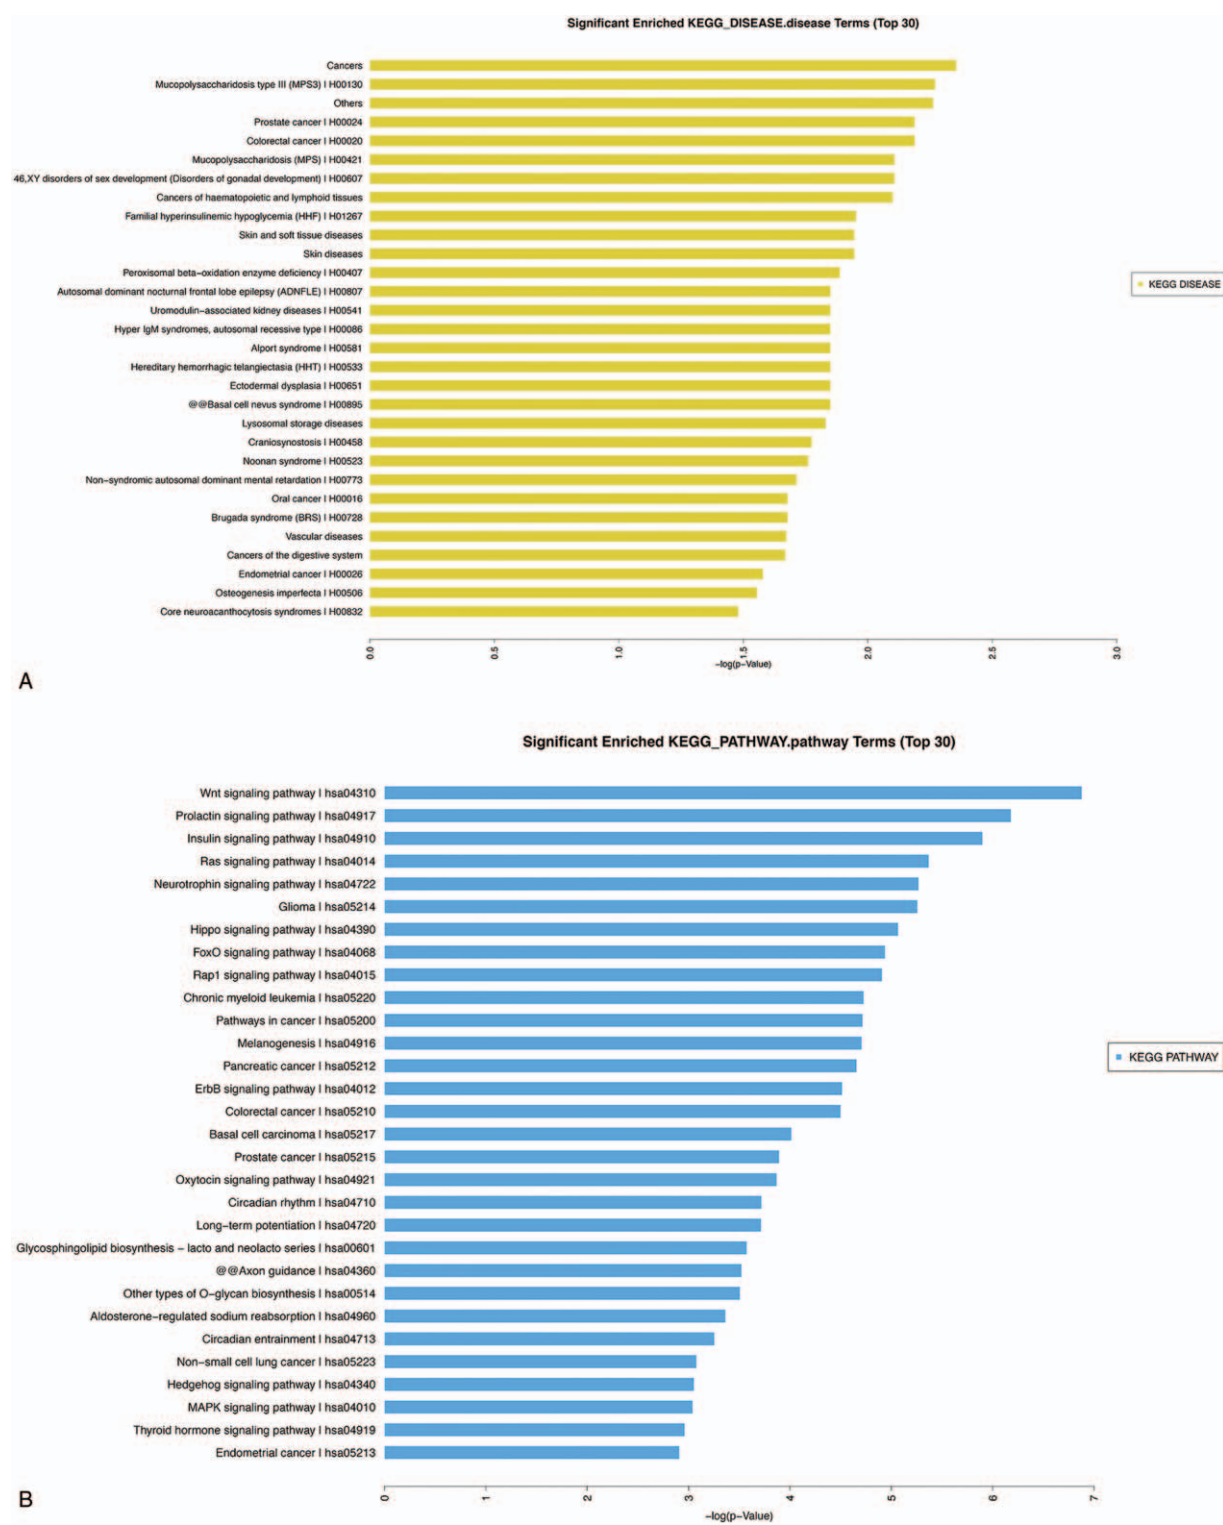 Significant Enriched KEGG_DISEASE.disease Terms (Top 30)
Cancers
Mucopolysaccharidosis type III (MPS3) I H00130
Others
Prostate cancer I H00024
Colorectal cancer I H00020
Mucopolysaccharidosis (MPS) I H00421
46,XY disorders of sex development (Disorders of gonadal development) I H00607
Cancers of haematopoietic and lymphoid tissues
Familial hyperinsulinemic hypoglycemia (HHF) I H01267
Skin and soft tissue diseases
Skin diseases
Peroxisomal beta-oxidation enzyme deficiency I H00407
Autosomal dominant nocturnal frontal lobe epilepsy (ADNFLE) I H00807
Uromodulin-associated kidney diseases I H00541
Hyper IgM syndromes, autosomal recessive type I H00086
Alport syndrome I H00581
Hereditary hemorrhagic telangiectasia (HHT) I H00533
Ectodermal dysplasia I H00651
@@Basal cell nevus syndrome I H00895
Lysosomal storage diseases
Craniosynostosis I H00458
Noonan syndrome I H00523
Non-syndromic autosomal dominant mental retardation I H00773
Oral cancer I H00016
Brugada syndrome (BRS) I H00728
Vascular diseases
Cancers of the digestive system
Endometrial cancer I H00026
Osteogenesis imperfecta I H00506
Core neuroacanthocytosis syndromes I H00832
KEGG DISEASE
0.0 0.5 1.0 1.5 2.0 2.5 3.0
-log(p-Value)
A
Significant Enriched KEGG_PATHWAY.pathway Terms (Top 30)
Wnt signaling pathway I hsa04310
Prolactin signaling pathway I hsa04917
Insulin signaling pathway I hsa04910
Ras signaling pathway I hsa04014
Neurotrophin signaling pathway I hsa04722
Glioma I hsa05214
Hippo signaling pathway I hsa04390
FoxO signaling pathway I hsa04068
Rap1 signaling pathway I hsa04015
Chronic myeloid leukemia I hsa05220
Pathways in cancer I hsa05200
Melanogenesis I hsa04916
Pancreatic cancer I hsa05212
ErbB signaling pathway I hsa04012
Colorectal cancer I hsa05210
Basal cell carcinoma I hsa05217
Prostate cancer I hsa05215
Oxytocin signaling pathway I hsa04921
Circadian rhythm I hsa04710
Long-term potentiation I hsa04720
Glycosphingolipid biosynthesis - lacto and neolacto series I hsa00601
@@Axon guidance I hsa04360
Other types of O-glycan biosynthesis I hsa00514
Aldosterone-regulated sodium reabsorption I hsa04960
Circadian entrainment I hsa04713
Non-small cell lung cancer I hsa05223
Hedgehog signaling pathway I hsa04340
MAPK signaling pathway I hsa04010
Thyroid hormone signaling pathway I hsa04919
Endometrial cancer I hsa05213
KEGG PATHWAY
0 1 2 3 4 5 6 7
-log(p-Value)
B